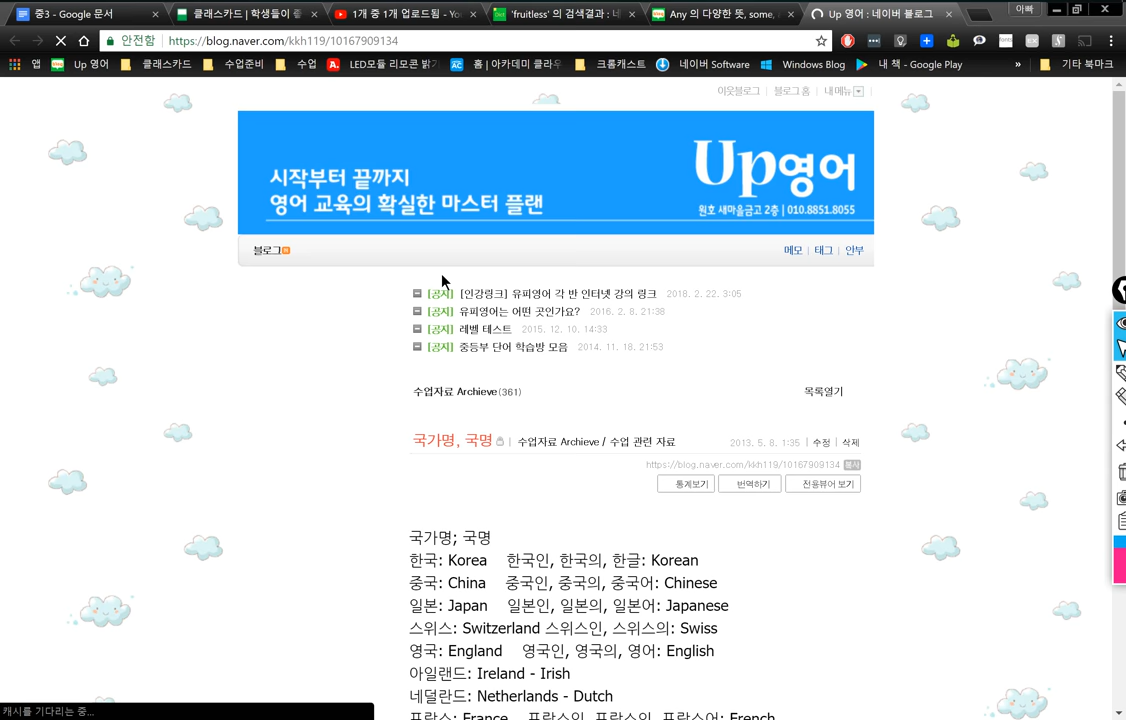 중3 - Google 문서
클래스카드 | 학생들이 좋
1개 중 1개 업로드됨 - You
'fruitless' 의 검색결과 : 네
Any 의 다양한 뜻, some,
Up 영어 : 네이버 블로그
아빠
안전함 https://blog.naver.com/kkh119/10167909134
앱
Up 영어
클래스카드
수업준비
수업
LED모듈 리모콘 밝기
홈 | 아카데미 클라우
크롬캐스트
네이버 Software
Windows Blog
내 책 - Google Play
»
기타 북마크
이웃블로그 | 블로그 홈 | 내 메뉴
시작부터 끝까지
영어 교육의 확실한 마스터 플랜
Up영어
원호 새마을금고 2층 | 010.8851.8055
블로그
메모 | 태그 | 안부
[공지] [인강링크] 유피영어 각 반 인터넷 강의 링크 2018. 2. 22, 3:05
[공지] 유피영어는 어떤 곳인가요? 2016. 2. 8, 21:38
[공지] 레벨 테스트 2015. 12. 10. 14:33
[공지] 중등부 단어 학습방 모음 2014. 11. 18, 21:53
수업자료 Archieve (361)
목록열기
국가명, 국명 | 수업자료 Archieve / 수업 관련 자료
2013. 5. 8, 1:35 | 수정 | 삭제
https://blog.naver.com/kkh119/10167909134 복사
통계보기
번역하기
전용뷰어 보기
국가명; 국명
한국: Korea 한국인, 한국의, 한글: Korean
중국: China 중국인, 중국의, 중국어: Chinese
일본: Japan 일본인, 일본의, 일본어: Japanese
스위스: Switzerland 스위스인, 스위스의: Swiss
영국: England 영국인, 영국의, 영어: English
아일랜드: Ireland - Irish
네덜란드: Netherlands - Dutch
프랑스: France 프랑스인, 프랑스의, 프랑스어: French
캐시를 기다리는 중...